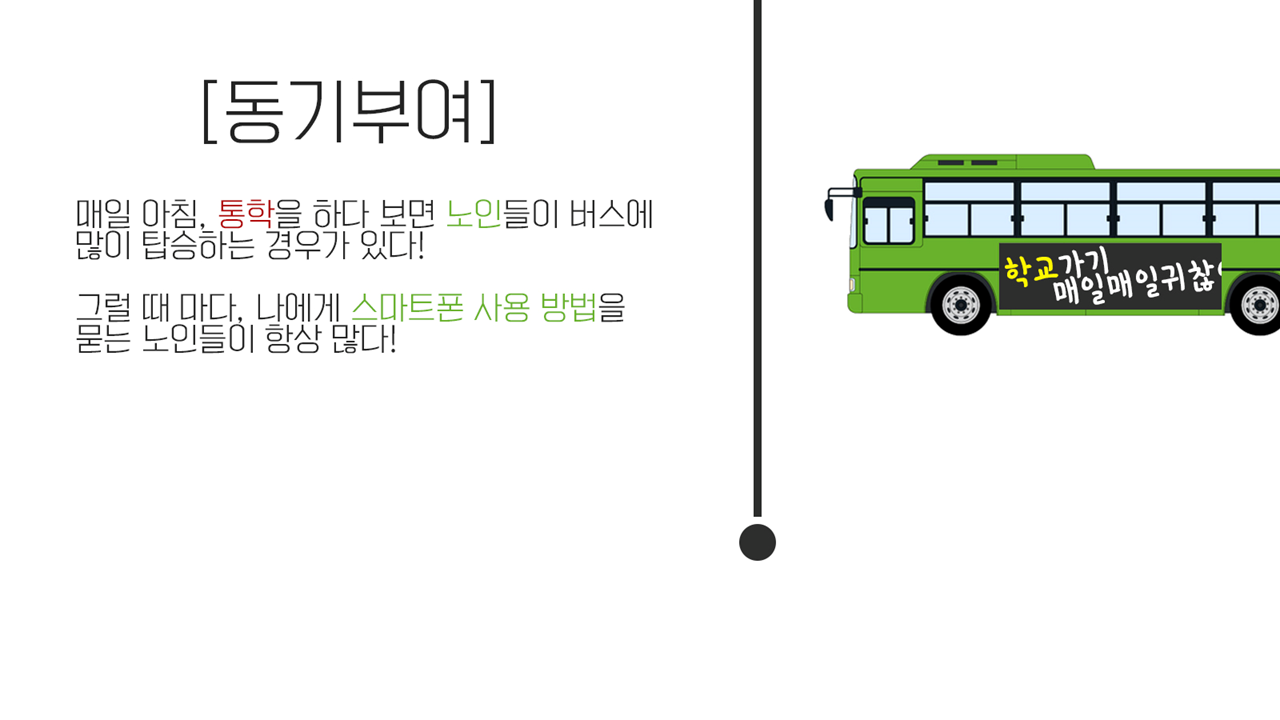 [동기부여]
매일 아침, 통학을 하다 보면 노인들이 버스에
많이 탑승하는 경우가 있다!
그럴 때 마다, 나에게 스마트폰 사용 방법을
묻는 노인들이 항상 많다!
학교가기
매일매일귀찮